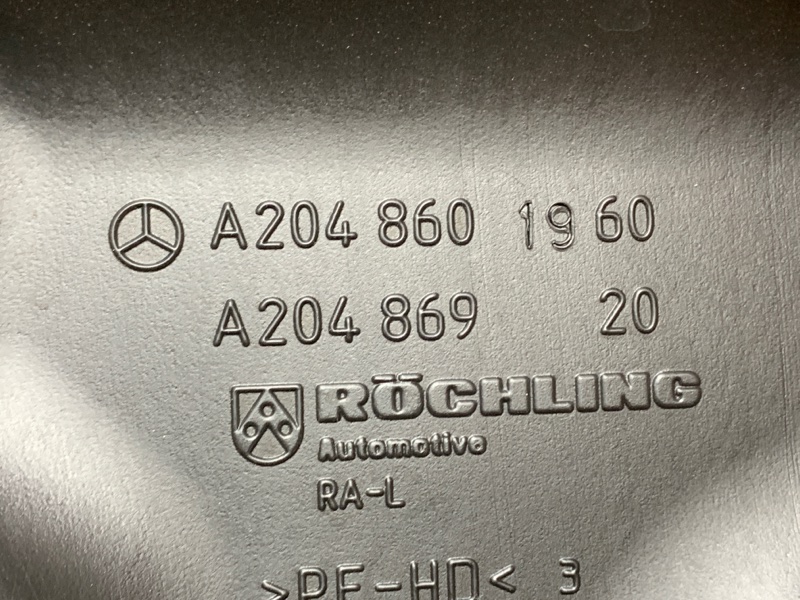 A204 860 19 60
A204 869 20
RÖCHLING
Automotive
RA-L
>PE-HD< 3